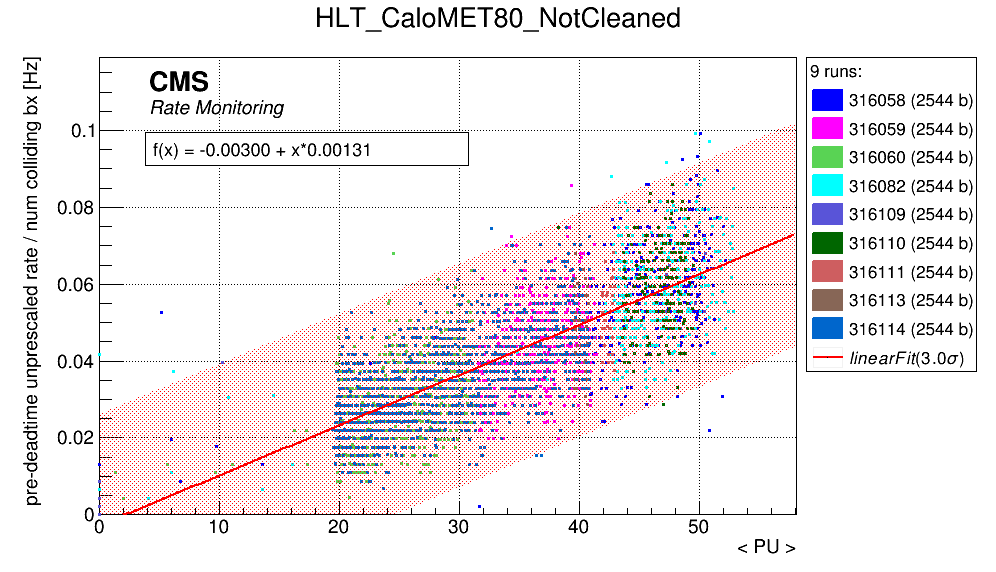 HLT_CaloMET80_NotCleaned
pre-deadtime unprescaled rate / num colliding bx [Hz]
CMS
Rate Monitoring
f(x) = -0.00300 + x*0.00131
0.1
0.08
0.06
0.04
0.02
0
0 10 20 30 40 50
< PU >
9 runs:
316058 (2544 b)
316059 (2544 b)
316060 (2544 b)
316082 (2544 b)
316109 (2544 b)
316110 (2544 b)
316111 (2544 b)
316113 (2544 b)
316114 (2544 b)
linearFit(3.0σ)